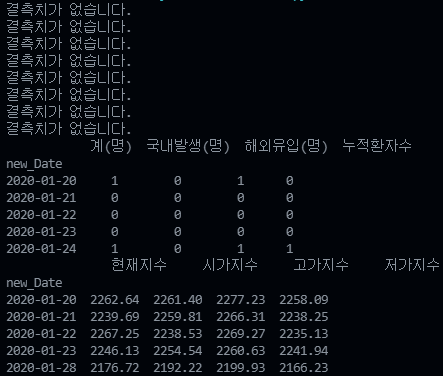 결측치가 없습니다.
결측치가 없습니다.
결측치가 없습니다.
결측치가 없습니다.
결측치가 없습니다.
결측치가 없습니다.
결측치가 없습니다.
결측치가 없습니다.
계(명) 국내발생(명) 해외유입(명) 누적환자수
new_Date
2020-01-20 1 0 1 0
2020-01-21 0 0 0 0
2020-01-22 0 0 0 0
2020-01-23 0 0 0 0
2020-01-24 1 0 1 1
현재지수 시가지수 고가지수 저가지수
new_Date
2020-01-20 2262.64 2261.40 2277.23 2258.09
2020-01-21 2239.69 2259.81 2266.31 2238.25
2020-01-22 2267.25 2238.53 2269.27 2235.13
2020-01-23 2246.13 2254.54 2260.63 2241.94
2020-01-28 2176.72 2192.22 2199.93 2166.23